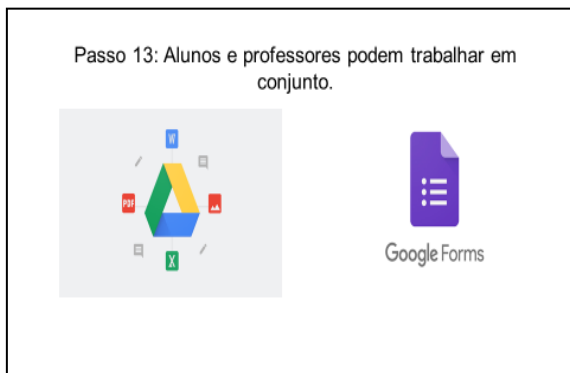 Passo 13: Alunos e professores podem trabalhar em
conjunto.
W
PDF
X
Google Forms